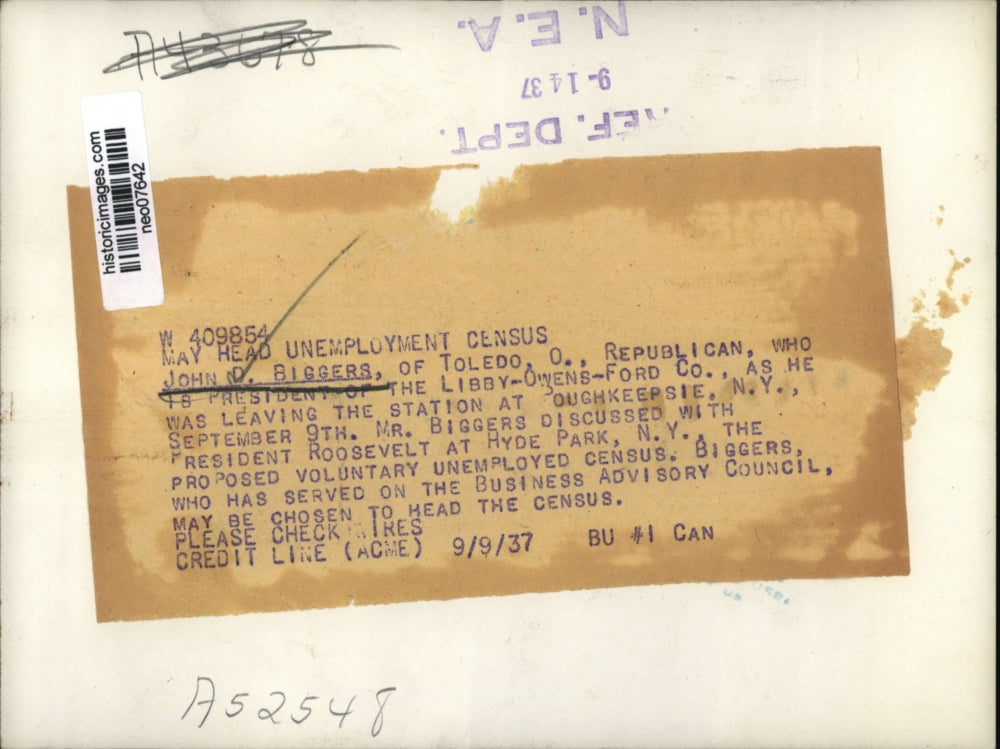 A43678
N.E.A.
9-14 37
REF. DEPT.
historicimages.com
neo07642
W 409854
MAY HEAD UNEMPLOYMENT CENSUS
JOHN D. BIGGERS, OF TOLEDO, O., REPUBLICAN, WHO
IS PRESIDENT OF THE LIBBY-OWENS-FORD CO., AS HE
WAS LEAVING THE STATION AT POUGHKEEPSIE, N.Y.,
SEPTEMBER 9TH. MR. BIGGERS DISCUSSED WITH
PRESIDENT ROOSEVELT AT HYDE PARK, N.Y., THE
PROPOSED VOLUNTARY UNEMPLOYED CENSUS. BIGGERS,
WHO HAS SERVED ON THE BUSINESS ADVISORY COUNCIL,
MAY BE CHOSEN TO HEAD THE CENSUS.
PLEASE CHECK WIRES
CREDIT LINE (ACME) 9/9/37 BU #1 CAN
A52548